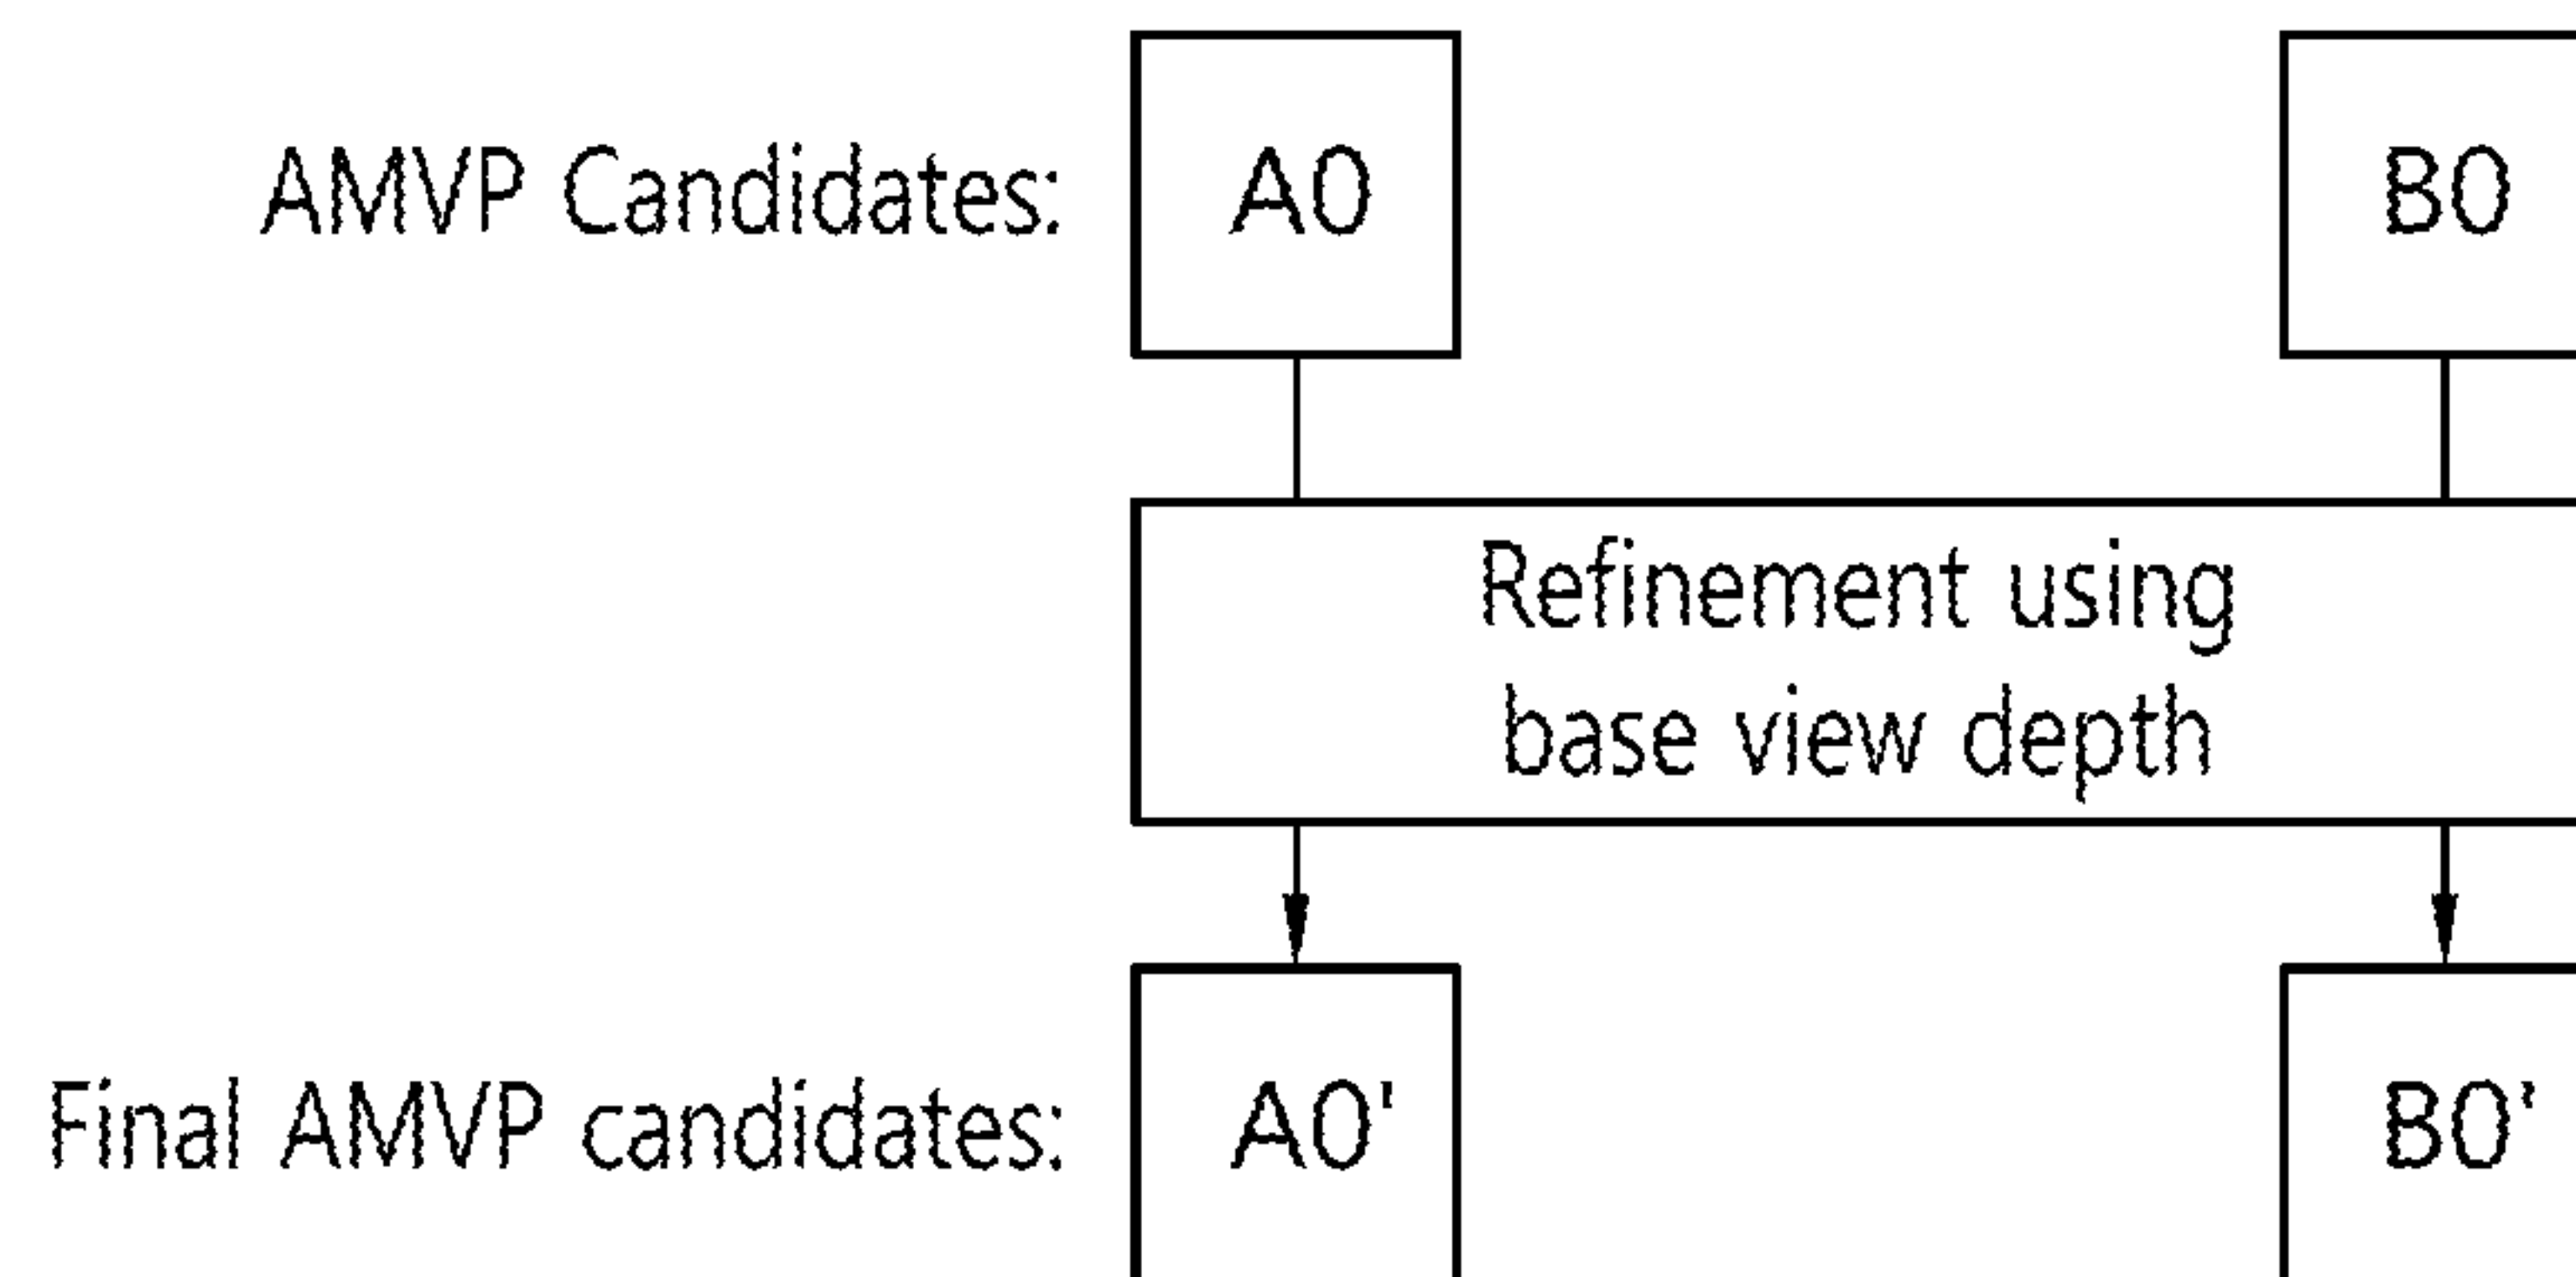 AMVP Candidates: A0 B0
Refinement using
base view depth
Final AMVP candidates: A0' B0'